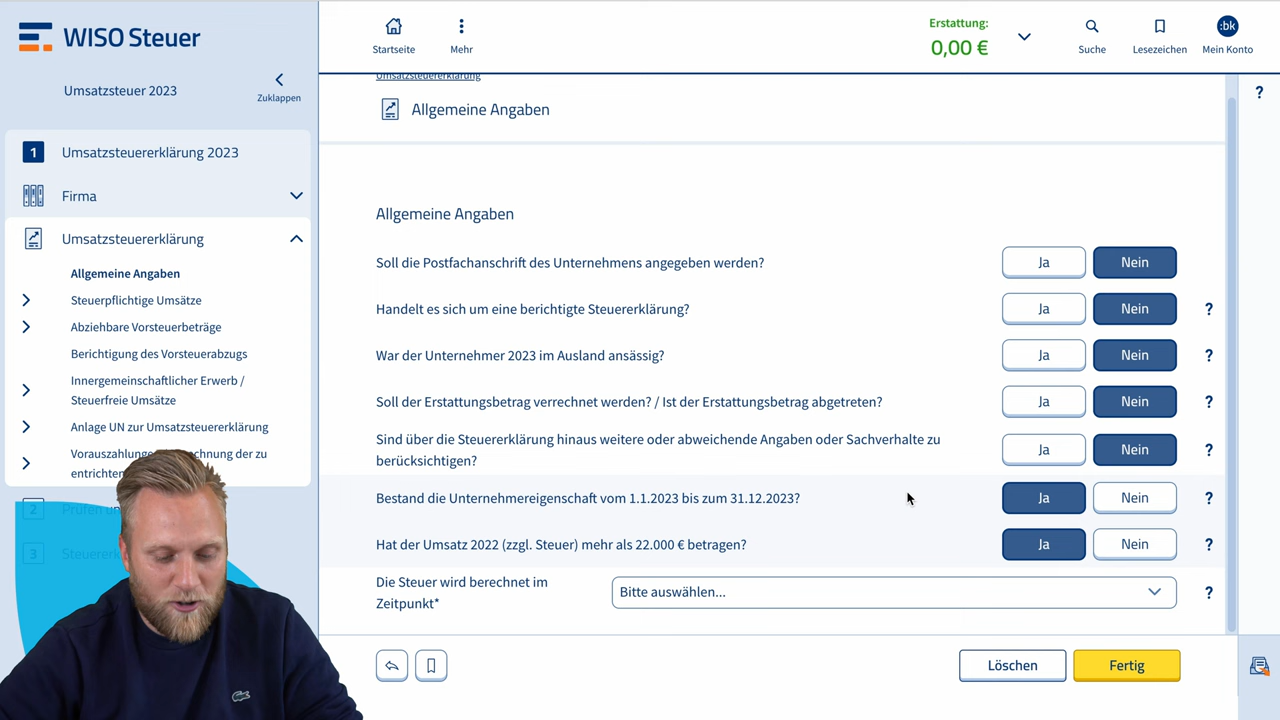 WISO Steuer
Startseite
Mehr
Erstattung:
0,00 €
Suche
Lesezeichen
:bk
Mein Konto
Umsatzsteuer 2023
Zuklappen
1 Umsatzsteuererklärung 2023
Firma
Umsatzsteuererklärung
Allgemeine Angaben
Steuerpflichtige Umsätze
Abziehbare Vorsteuerbeträge
Berichtigung des Vorsteuerabzugs
Innergemeinschaftlicher Erwerb /
Steuerfreie Umsätze
Anlage UN zur Umsatzsteuererklärung
der zu
2
3
Umsatzsteuererklärung
Allgemeine Angaben
?
Allgemeine Angaben
Soll die Postfachanschrift des Unternehmens angegeben werden? Ja Nein
Handelt es sich um eine berichtigte Steuererklärung? Ja Nein ?
War der Unternehmer 2023 im Ausland ansässig? Ja Nein ?
Soll der Erstattungsbetrag verrechnet werden? / Ist der Erstattungsbetrag abgetreten? Ja Nein ?
Sind über die Steuererklärung hinaus weitere oder abweichende Angaben oder Sachverhalte zu
berücksichtigen? Ja Nein ?
Bestand die Unternehmereigenschaft vom 1.1.2023 bis zum 31.12.2023? Ja Nein ?
Hat der Umsatz 2022 (zzgl. Steuer) mehr als 22.000 € betragen? Ja Nein ?
Die Steuer wird berechnet im
Zeitpunkt* Bitte auswählen... ?
Löschen
Fertig